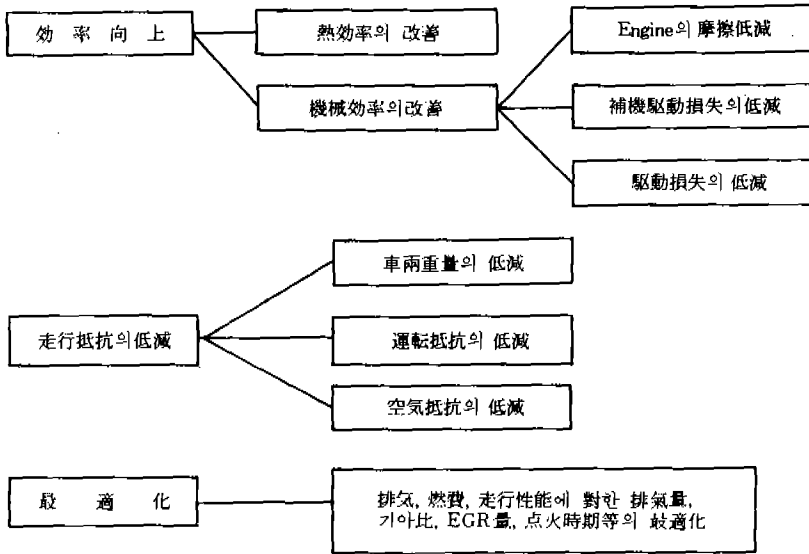 効率向上
熱効率의 改善
Engine의 摩擦低減
機械効率의改善
補機駆動損失의低減
駆動損失의 低減
車兩重量의 低減
走行抵抗의低減
運転抵抗의 低減
空気抵抗의 低減
最適化
排気, 燃費, 走行性能에 對한 排氣量,
기아比, EGR量, 点火時期等의 最適化